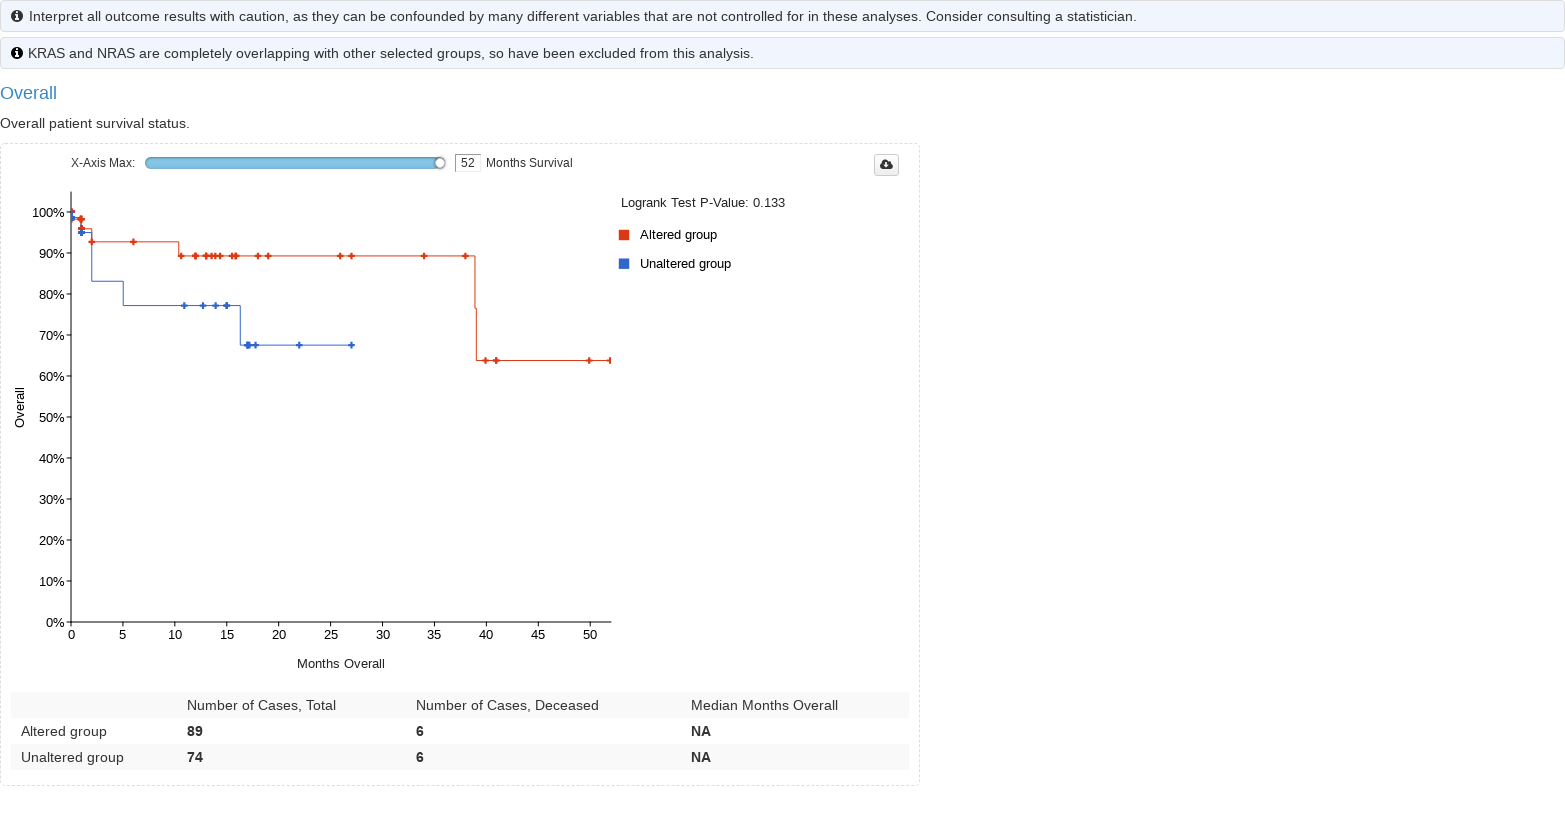 Interpret all outcome results with caution, as they can be confounded by many different variables that are not controlled for in these analyses. Consider consulting a statistician.
KRAS and NRAS are completely overlapping with other selected groups, so have been excluded from this analysis.
Overall
Overall patient survival status.
X-Axis Max: 52 Months Survival
Logrank Test P-Value: 0.133
Altered group
Unaltered group
100%
90%
80%
70%
60%
50%
40%
30%
20%
10%
0%
Overall
0 5 10 15 20 25 30 35 40 45 50
Months Overall
Number of Cases, Total Number of Cases, Deceased Median Months Overall
Altered group 89 6 NA
Unaltered group 74 6 NA